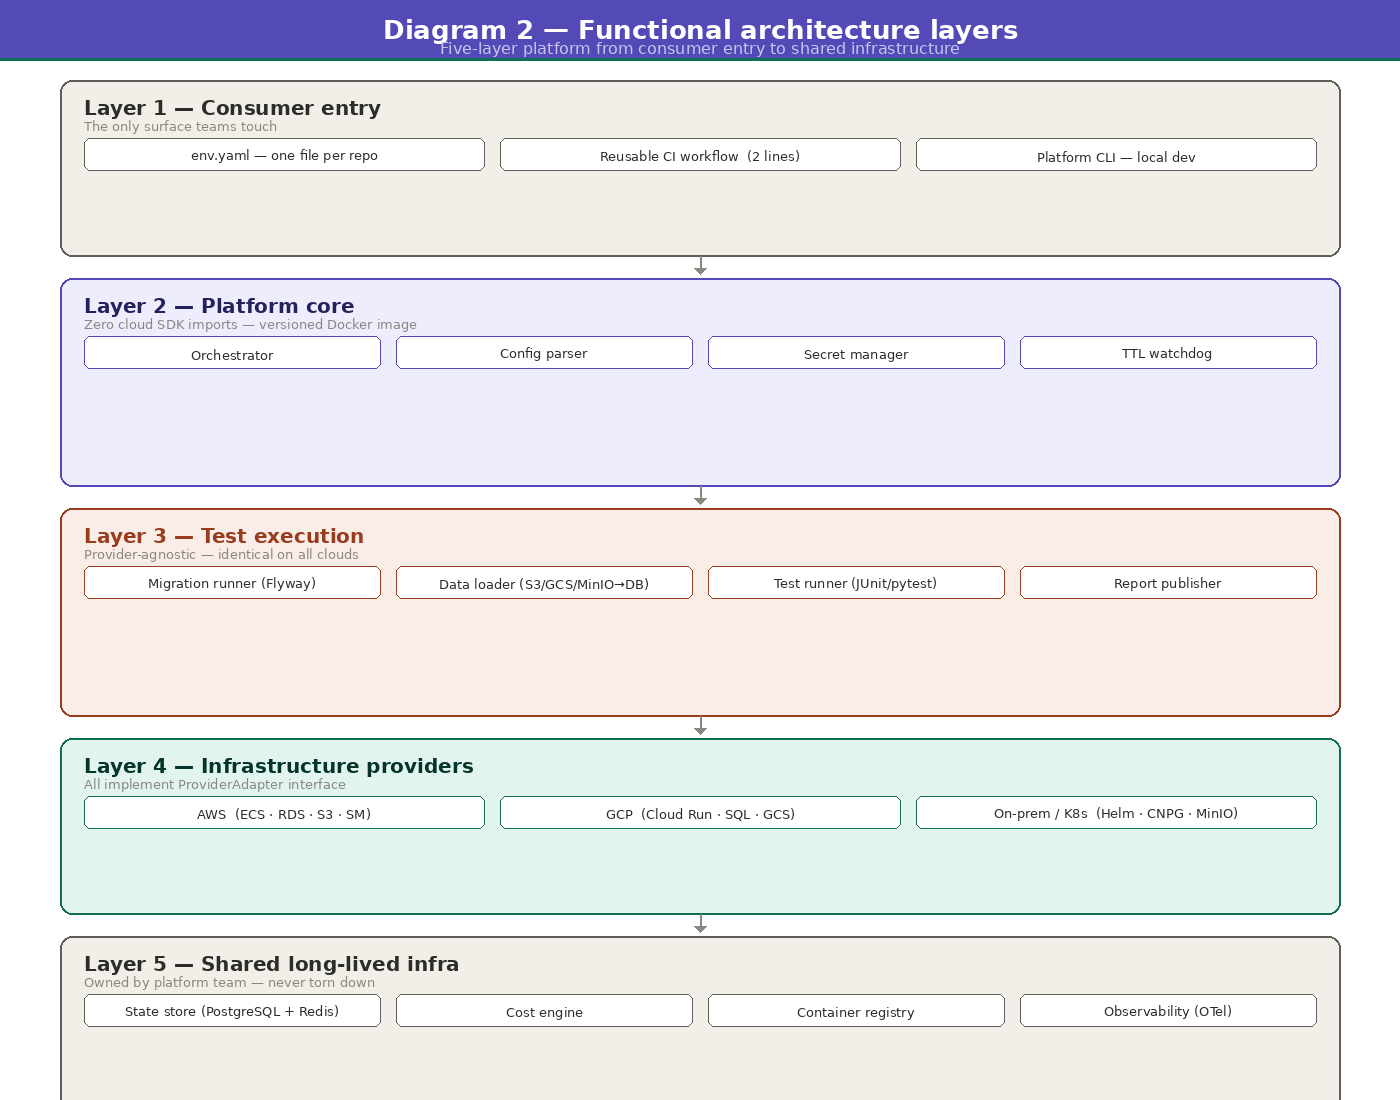 Diagram 2 — Functional architecture layers
Five-layer platform from consumer entry to shared infrastructure
Layer 1 — Consumer entry
The only surface teams touch
env.yaml — one file per repo
Reusable CI workflow (2 lines)
Platform CLI — local dev
Layer 2 — Platform core
Zero cloud SDK imports — versioned Docker image
Orchestrator
Config parser
Secret manager
TTL watchdog
Layer 3 — Test execution
Provider-agnostic — identical on all clouds
Migration runner (Flyway)
Data loader (S3/GCS/MinIO→DB)
Test runner (JUnit/pytest)
Report publisher
Layer 4 — Infrastructure providers
All implement ProviderAdapter interface
AWS (ECS · RDS · S3 · SM)
GCP (Cloud Run · SQL · GCS)
On-prem / K8s (Helm · CNPG · MinIO)
Layer 5 — Shared long-lived infra
Owned by platform team — never torn down
State store (PostgreSQL + Redis)
Cost engine
Container registry
Observability (OTel)